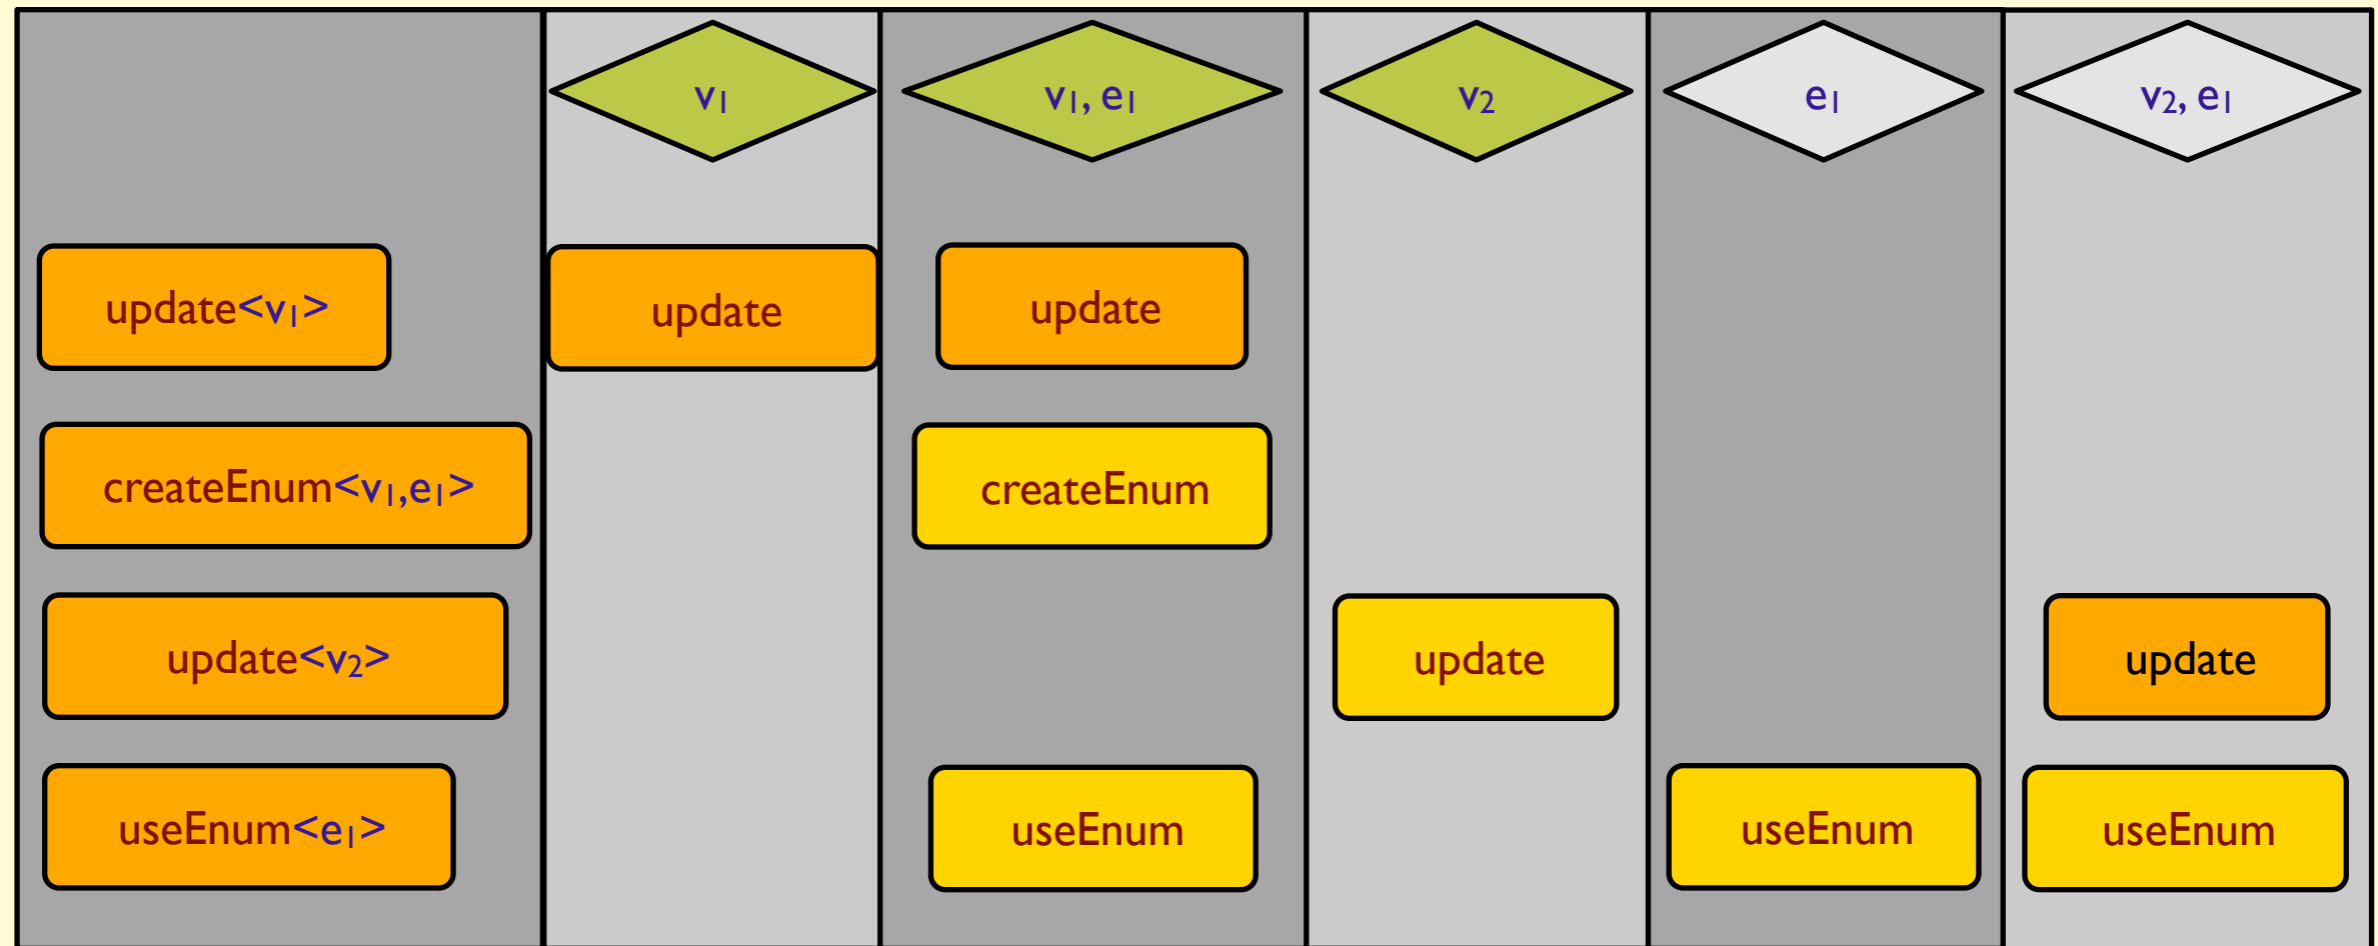 v₁
v₁, e₁
v₂
e₁
v₂, e₁
update<v₁>
update
update
createEnum<v₁,e₁>
createEnum
update<v₂>
update
update
useEnum<e₁>
useEnum
useEnum
useEnum